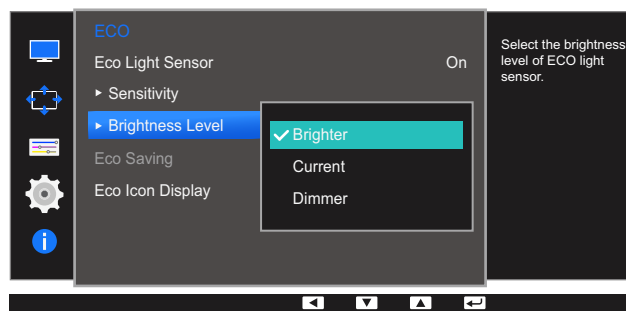 ECO
Eco Light Sensor On
▸ Sensitivity
▸ Brightness Level
Eco Saving
Eco Icon Display
✓ Brighter
Current
Dimmer
Select the brightness
level of ECO light
sensor.